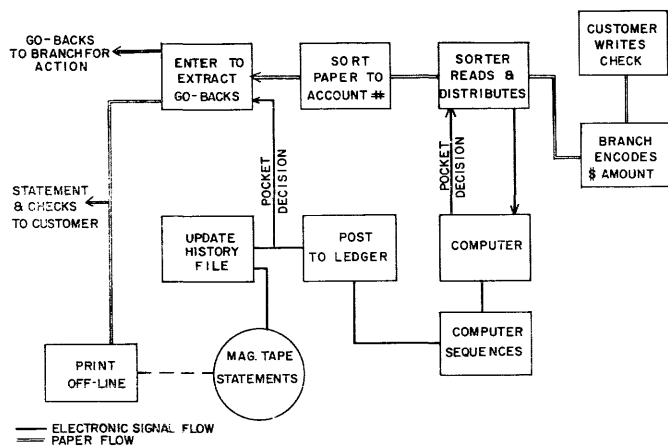 GO-BACKS
TO BRANCH FOR
ACTION
ENTER TO
EXTRACT
GO-BACKS
SORT
PAPER TO
ACCOUNT #
SORTER
READS &
DISTRIBUTES
CUSTOMER
WRITES
CHECK
BRANCH
ENCODES
$ AMOUNT
STATEMENT
& CHECKS
TO CUSTOMER
POCKET
DECISION
POCKET
DECISION
UPDATE
HISTORY
FILE
POST
TO LEDGER
COMPUTER
COMPUTER
SEQUENCES
PRINT
OFF-LINE
MAG. TAPE
STATEMENTS
ELECTRONIC SIGNAL FLOW
PAPER FLOW